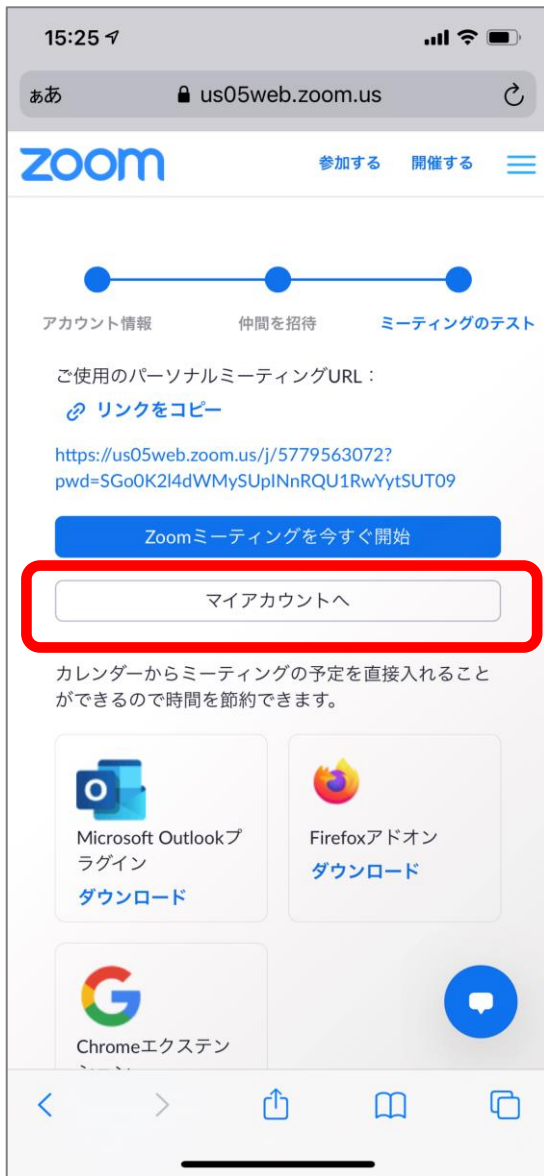 15:25
ぁあ us05web.zoom.us
zoom 参加する 開催する
アカウント情報 仲間を招待 ミーティングのテスト
ご使用のパーソナルミーティングURL：
リンクをコピー
https://us05web.zoom.us/j/5779563072?
pwd=SGo0K2l4dWMySUpINnRQU1RwYytSUT09
Zoomミーティングを今すぐ開始
マイアカウントへ
カレンダーからミーティングの予定を直接入れること
ができるので時間を節約できます。
Microsoft Outlookプ
ラグイン
ダウンロード
Firefoxアドオン
ダウンロード
Chromeエクステン